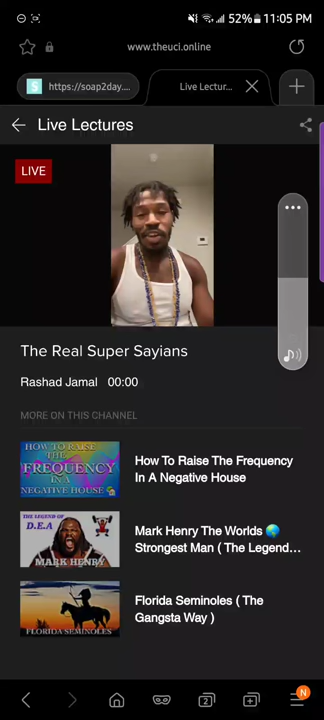 52% 11:05 PM
www.theuci.online
S https://soap2day....
Live Lectur...
Live Lectures
LIVE
The Real Super Sayians
Rashad Jamal 00:00
MORE ON THIS CHANNEL
HOW TO RAISE
THE
FREQUENCY
IN A
NEGATIVE HOUSE
How To Raise The Frequency
In A Negative House
THE LEGEND OF
D.E.A
MARK HENRY
Mark Henry The Worlds 🌎
Strongest Man ( The Legend...
FLORIDA SEMINOLES
Florida Seminoles ( The
Gangsta Way )
2
N